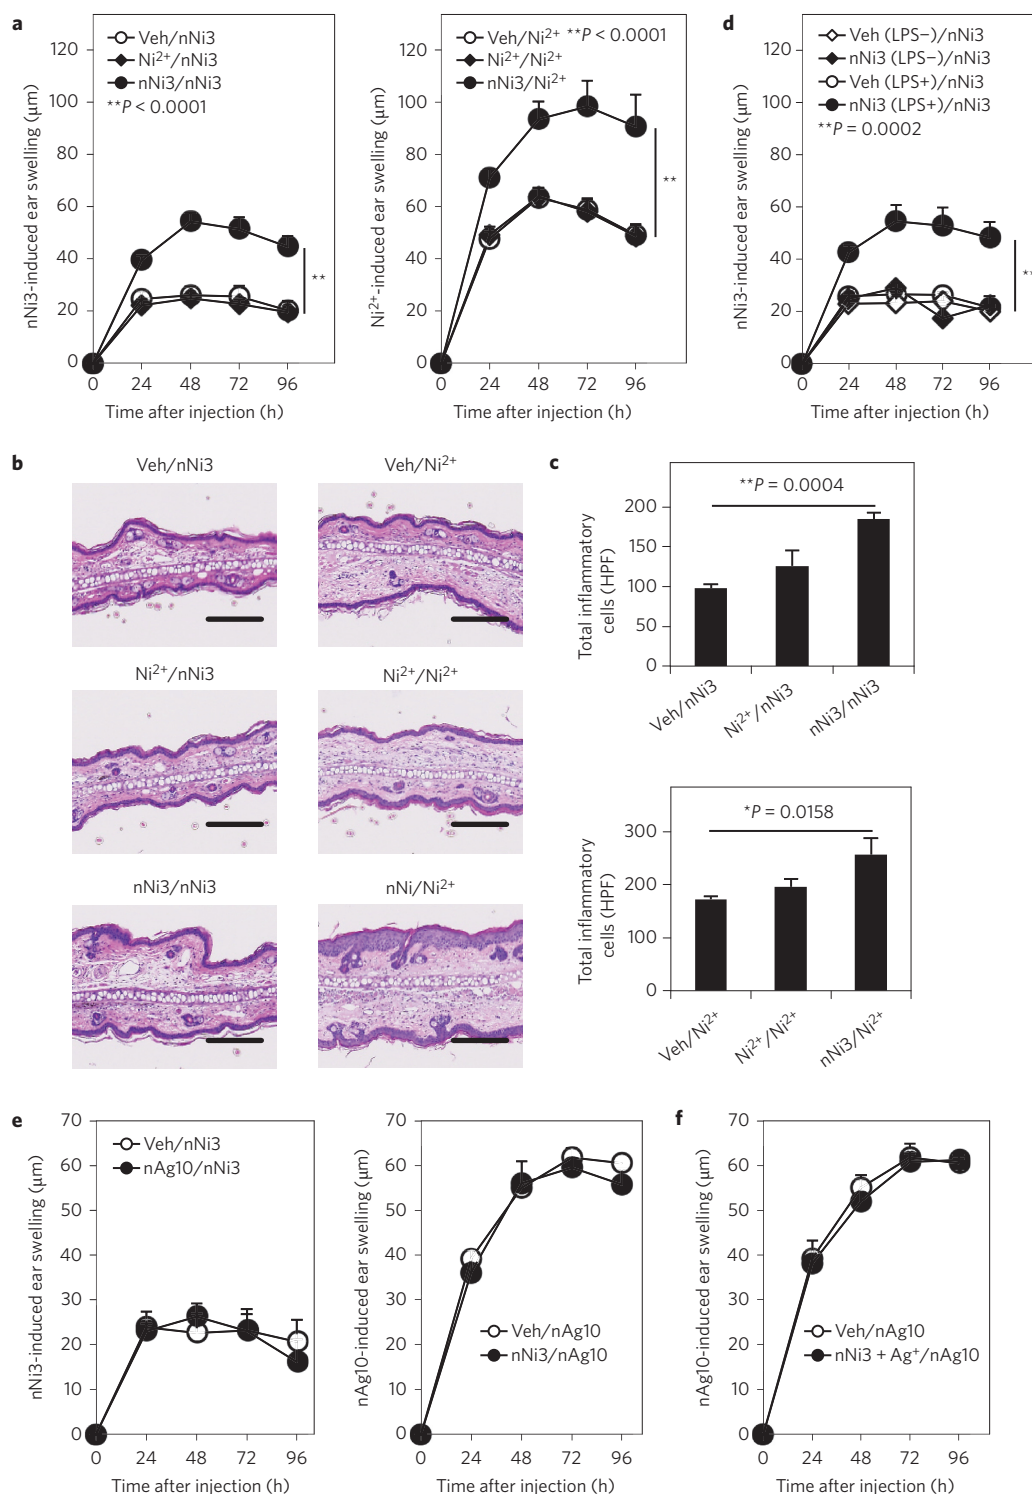 a
Veh/nNi3
Ni²⁺/nNi3
nNi3/nNi3
**P < 0.0001
120
100
80
60
40
20
0
nNi3-induced ear swelling (µm)
0 24 48 72 96
Time after injection (h)
**
Veh/Ni²⁺ **P < 0.0001
Ni²⁺/Ni²⁺
nNi3/Ni²⁺
120
100
80
60
40
20
0
Ni²⁺-induced ear swelling (µm)
0 24 48 72 96
Time after injection (h)
**
d
Veh (LPS−)/nNi3
nNi3 (LPS−)/nNi3
Veh (LPS+)/nNi3
nNi3 (LPS+)/nNi3
**P = 0.0002
120
100
80
60
40
20
0
nNi3-induced ear swelling (µm)
0 24 48 72 96
Time after injection (h)
**
b
Veh/nNi3 Veh/Ni²⁺
Ni²⁺/nNi3 Ni²⁺/Ni²⁺
nNi3/nNi3 nNi/Ni²⁺
c
**P = 0.0004
200
150
100
50
0
Total inflammatory
cells (HPF)
Veh/nNi3
Ni²⁺/nNi3
nNi3/nNi3
*P = 0.0158
300
200
100
0
Total inflammatory
cells (HPF)
Veh/Ni²⁺
Ni²⁺/Ni²⁺
nNi3/Ni²⁺
e
Veh/nNi3
nAg10/nNi3
70
60
50
40
30
20
10
0
nNi3-induced ear swelling (µm)
0 24 48 72 96
Time after injection (h)
70
60
50
40
30
20
10
0
nAg10-induced ear swelling (µm)
Veh/nAg10
nNi3/nAg10
0 24 48 72 96
Time after injection (h)
f
70
60
50
40
30
20
10
0
nAg10-induced ear swelling (µm)
Veh/nAg10
nNi3 + Ag⁺/nAg10
0 24 48 72 96
Time after injection (h)